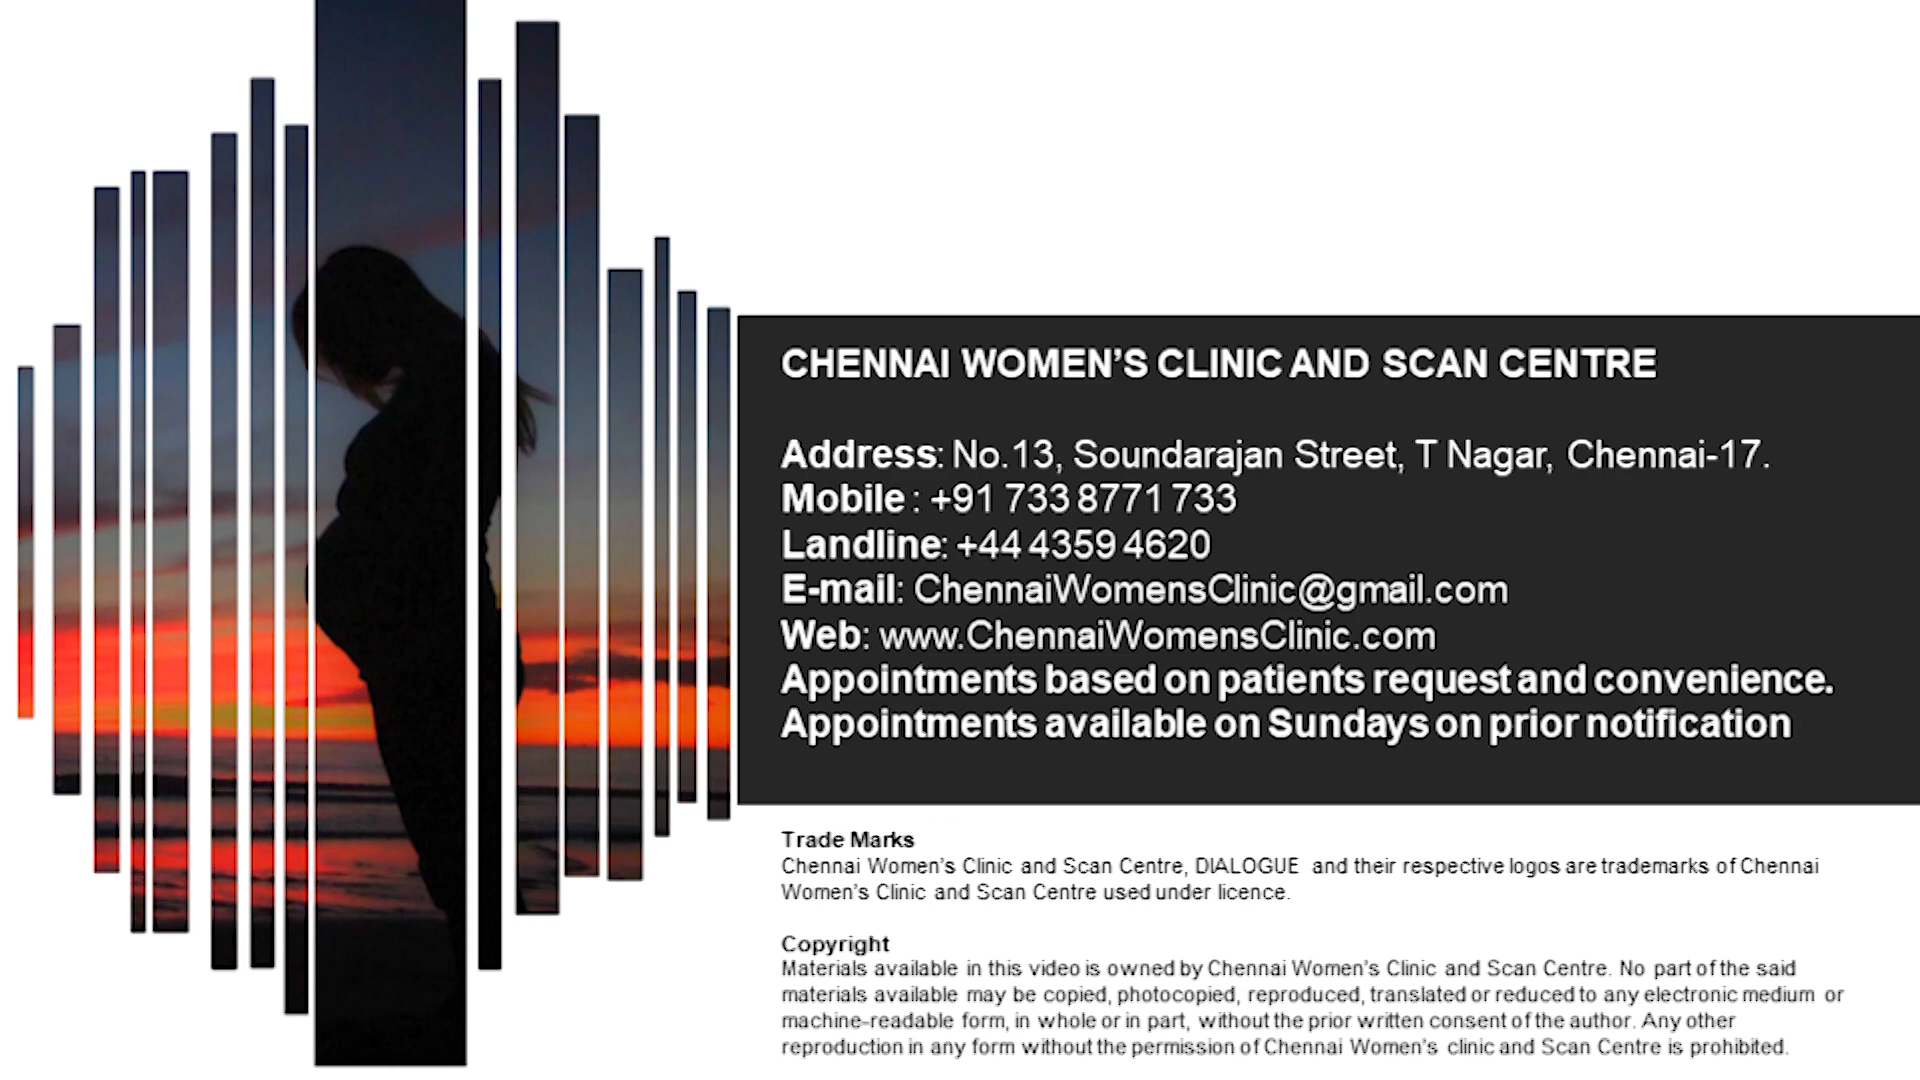 CHENNAI WOMEN’S CLINIC AND SCAN CENTRE
Address: No.13, Soundarajan Street, T Nagar, Chennai-17.
Mobile : +91 733 8771 733
Landline: +44 4359 4620
E-mail: ChennaiWomensClinic@gmail.com
Web: www.ChennaiWomensClinic.com
Appointments based on patients request and convenience.
Appointments available on Sundays on prior notification
Trade Marks
Chennai Women’s Clinic and Scan Centre, DIALOGUE and their respective logos are trademarks of Chennai
Women’s Clinic and Scan Centre used under licence.
Copyright
Materials available in this video is owned by Chennai Women’s Clinic and Scan Centre. No part of the said
materials available may be copied, photocopied, reproduced, translated or reduced to any electronic medium or
machine-readable form, in whole or in part, without the prior written consent of the author. Any other
reproduction in any form without the permission of Chennai Women’s clinic and Scan Centre is prohibited.